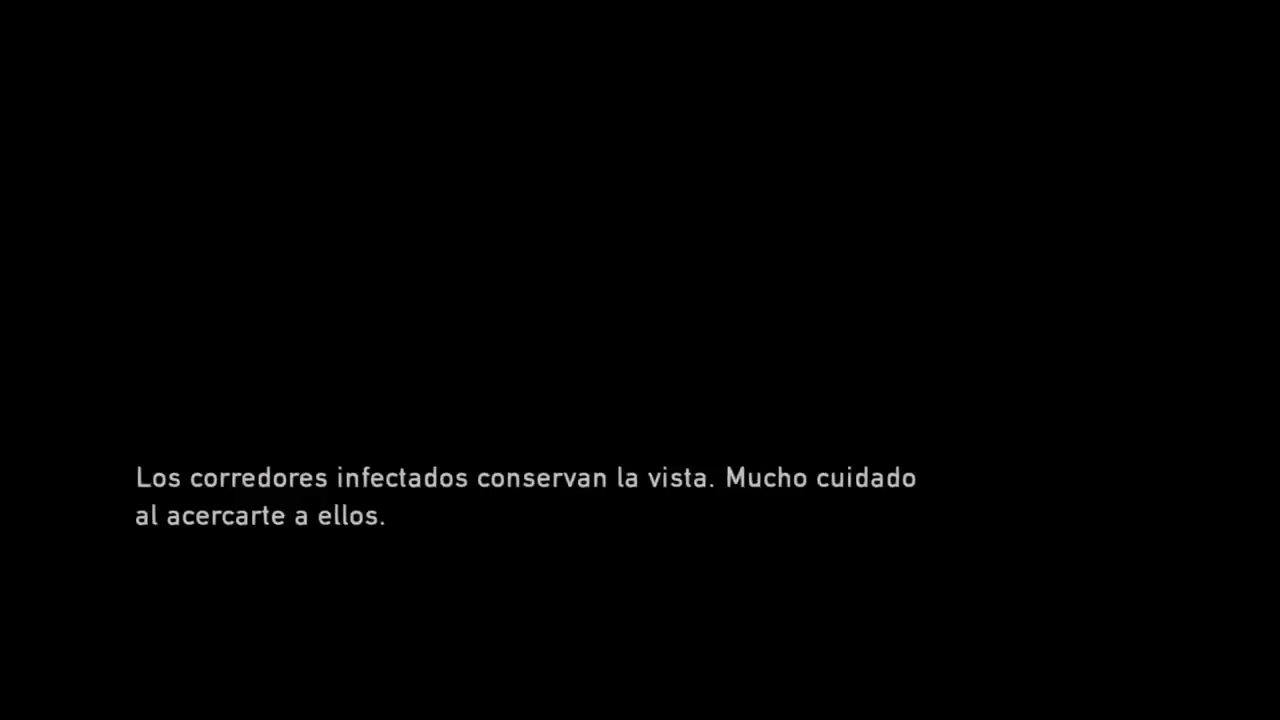 Los corredores infectados conservan la vista. Mucho cuidado
al acercarte a ellos.